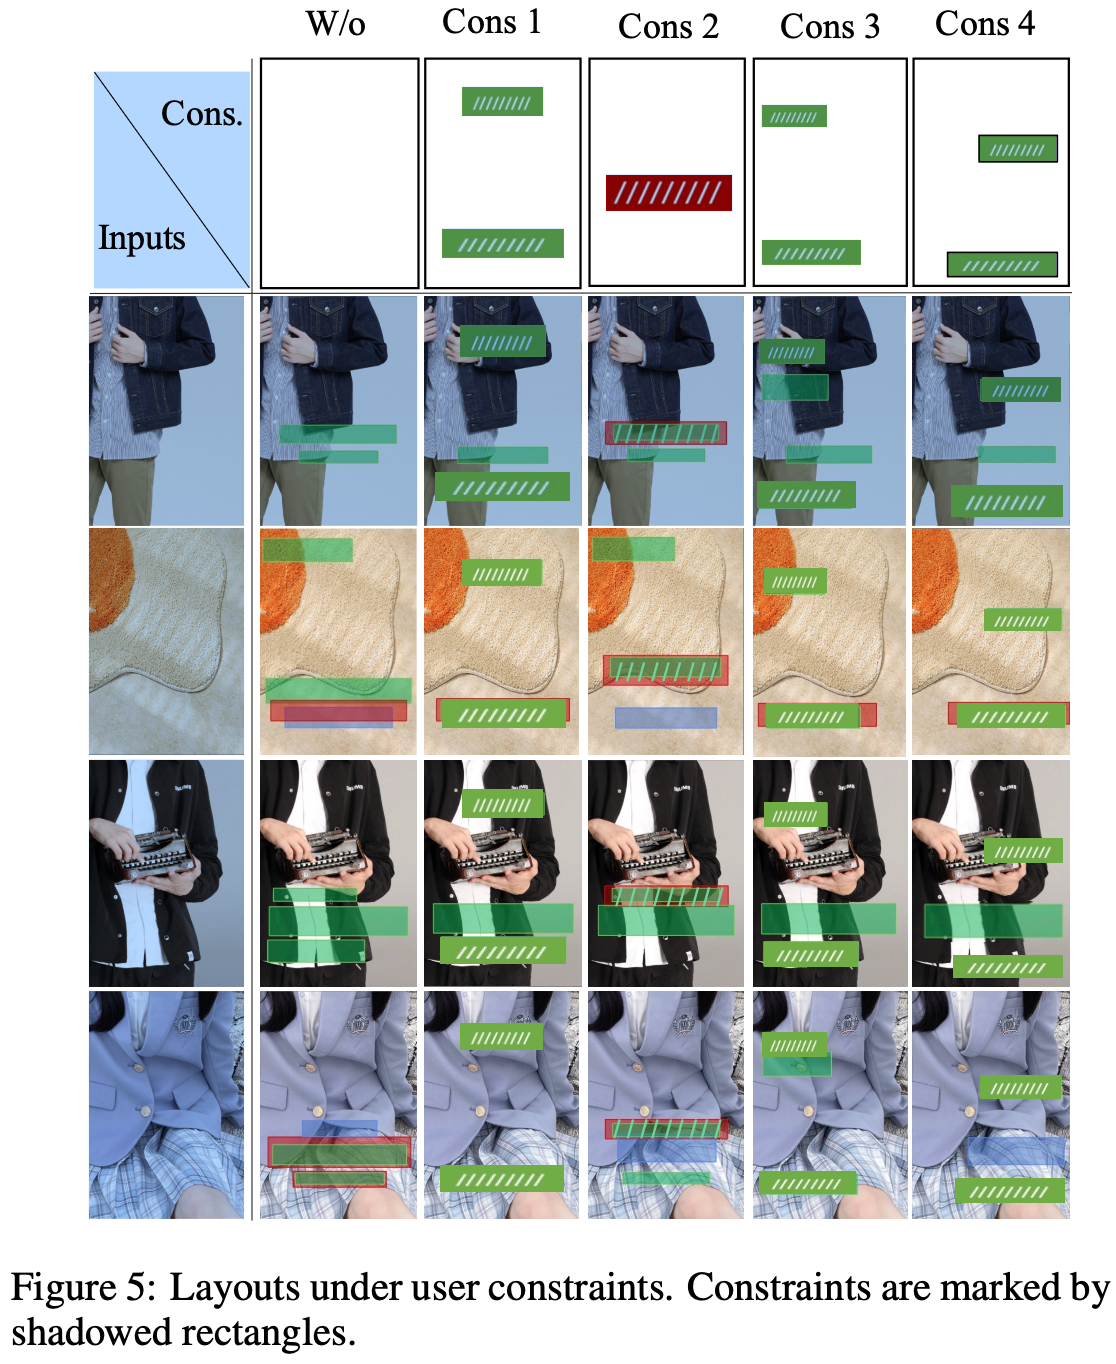 W/o Cons 1 Cons 2 Cons 3 Cons 4
Cons.
Inputs
Figure 5: Layouts under user constraints. Constraints are marked by
shadowed rectangles.